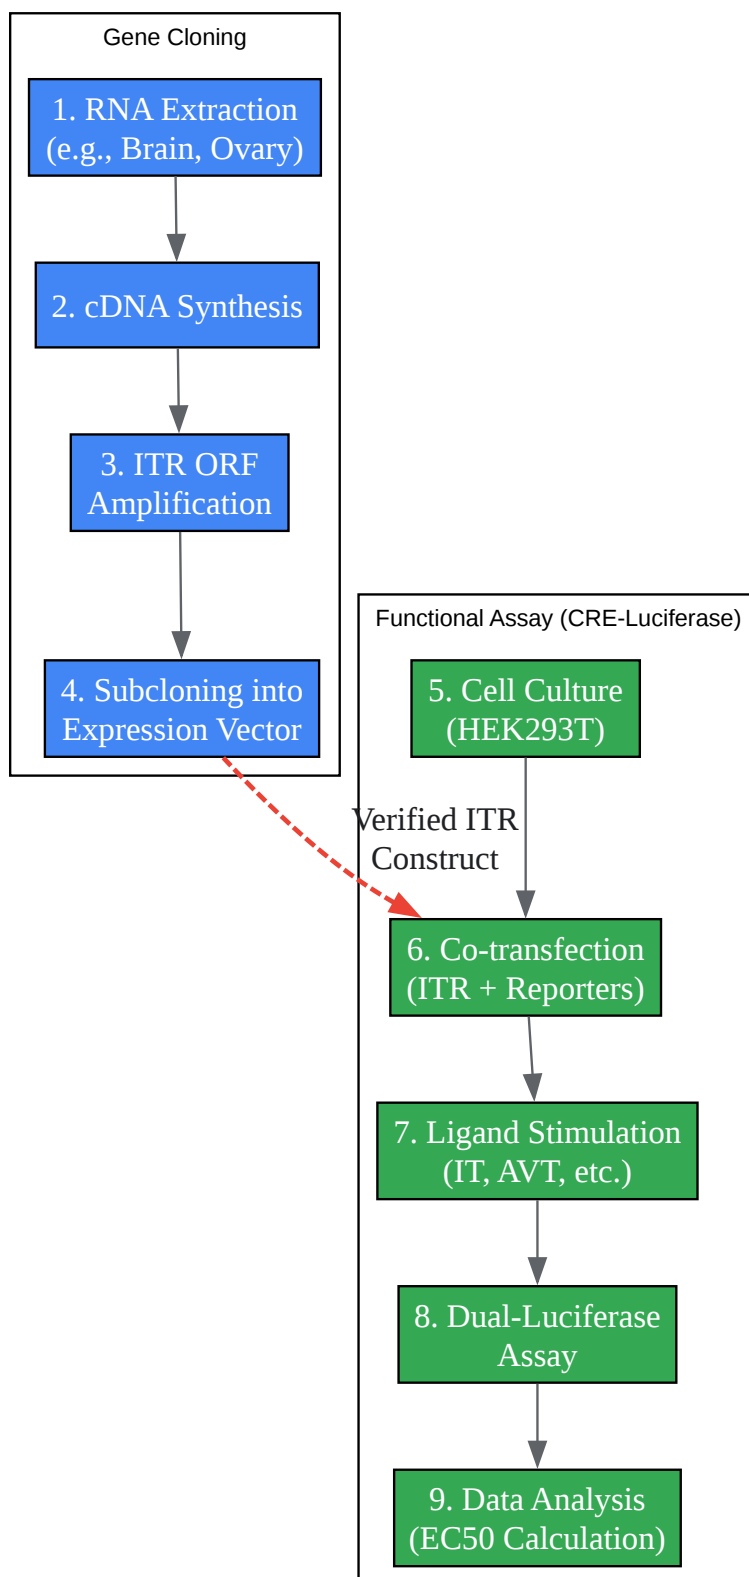 Gene Cloning
1. RNA Extraction
(e.g., Brain, Ovary)
2. cDNA Synthesis
3. ITR ORF
Amplification
4. Subcloning into
Expression Vector
Functional Assay (CRE-Luciferase)
5. Cell Culture
(HEK293T)
Verified ITR
Construct
6. Co-transfection
(ITR + Reporters)
7. Ligand Stimulation
(IT, AVT, etc.)
8. Dual-Luciferase
Assay
9. Data Analysis
(EC50 Calculation)